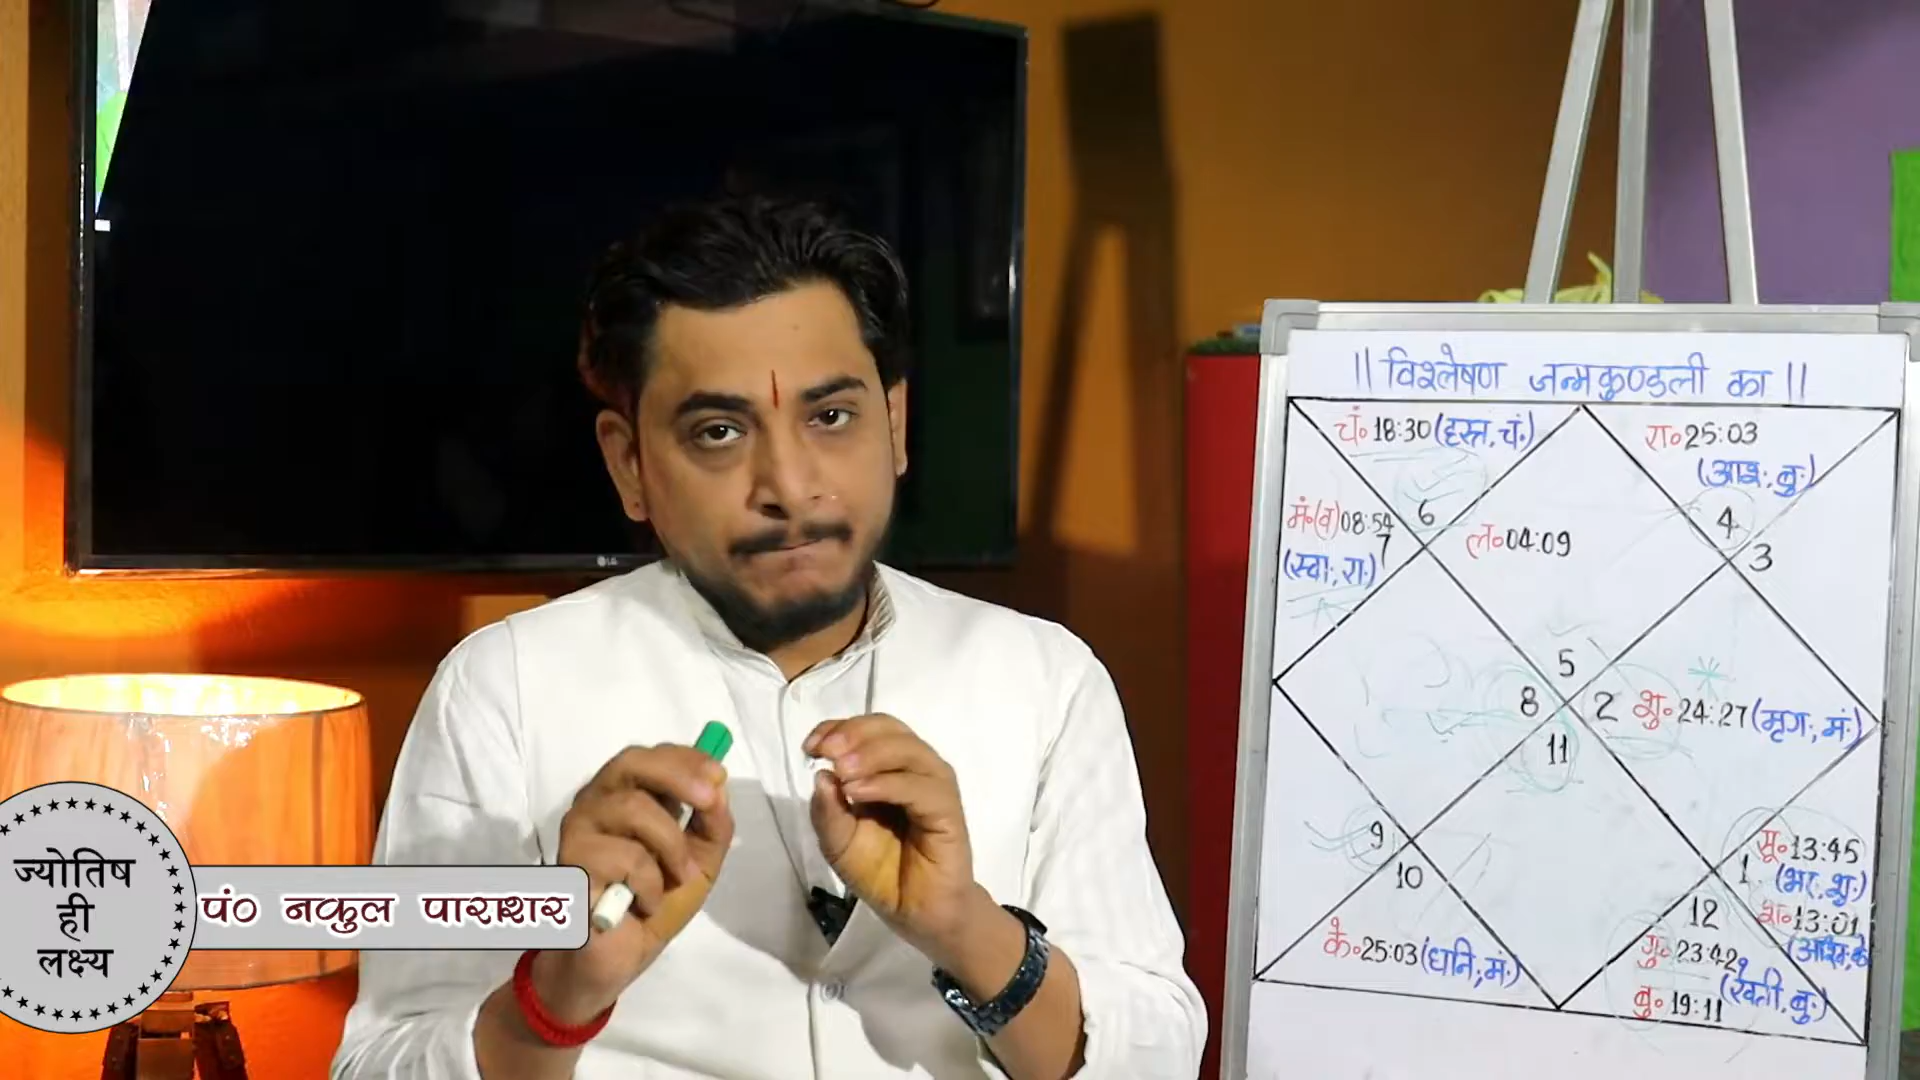 || विश्लेषण जन्मकुण्डली का ||
चं॰ 18:30 (हस्त, चं॰)
रा॰ 25:03
(आश्ले॰, बु॰)
मं॰(व) 08:54
6
4
7
ल॰ 04:09
3
(स्वा॰, रा॰)
5
8
2 शु॰ 24:27 (मृग॰, मं॰)
11
9
सू॰ 13:45
10
1
(भर॰, शु॰)
12
श॰ 13:01
के॰ 25:03 (धनि॰, मं॰)
गु॰ 23:42
(रेवती, बु॰)
बु॰ 19:11
ज्योतिष
ही
लक्ष्य
पं० नकुल पाराशर
LG